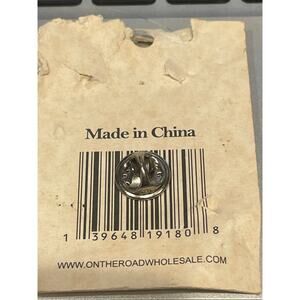 Made in China
1 39648 19180 8
WWW.ONTHEROADWHOLESALE.COM